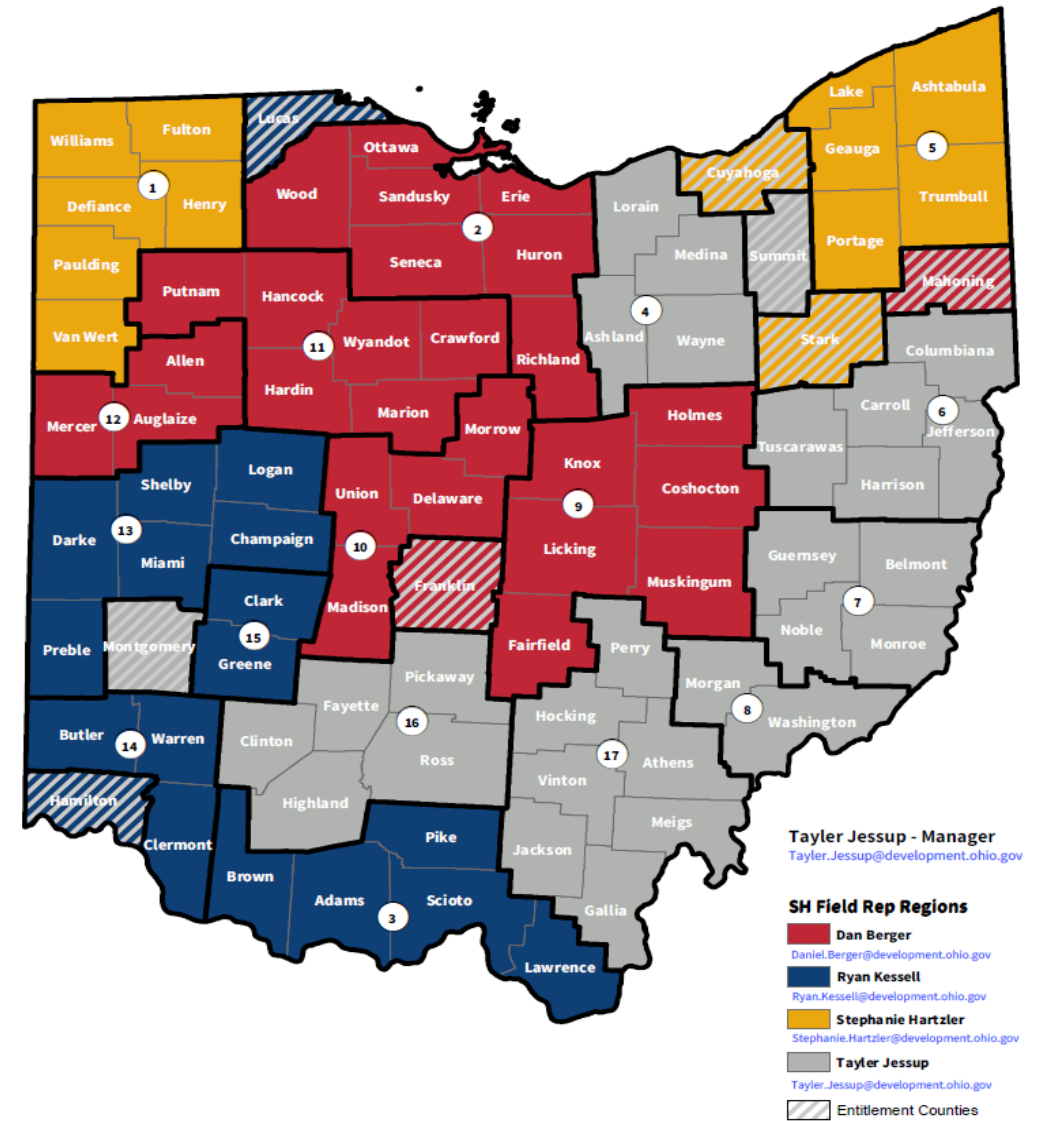 Ashtabula
Lake
Lucas
Fulton
Williams
Ottawa
Geauga
5
Cuyahoga
1
Wood
Sandusky
Erie
Trumbull
Defiance
Henry
Lorain
2
Portage
Medina
Summit
Huron
Paulding
Seneca
Mahoning
Putnam
Hancock
4
Van Wert
Ashland
Wayne
Stark
Wyandot
Crawford
11
Columbiana
Richland
Allen
Hardin
Carroll
6
Marion
Holmes
12
Auglaize
Mercer
Morrow
Jefferson
Tuscarawas
Knox
Logan
Shelby
Harrison
Coshocton
Union
Delaware
9
13
Darke
Champaign
10
Licking
Guernsey
Miami
Belmont
Muskingum
Franklin
Clark
Madison
7
Noble
15
Montgomery
Fairfield
Perry
Monroe
Preble
Greene
Pickaway
Morgan
Fayette
8
Hocking
16
Washington
Butler
14
Warren
Clinton
17
Ross
Athens
Vinton
Hamilton
Highland
Meigs
Pike
Clermont
Jackson
Brown
Adams
Scioto
Gallia
3
Lawrence
Tayler Jessup - Manager
Tayler.Jessup@development.ohio.gov
SH Field Rep Regions
Dan Berger
Daniel.Berger@development.ohio.gov
Ryan Kessell
Ryan.Kessell@development.ohio.gov
Stephanie Hartzler
Stephanie.Hartzler@development.ohio.gov
Tayler Jessup
Tayler.Jessup@development.ohio.gov
Entitlement Counties